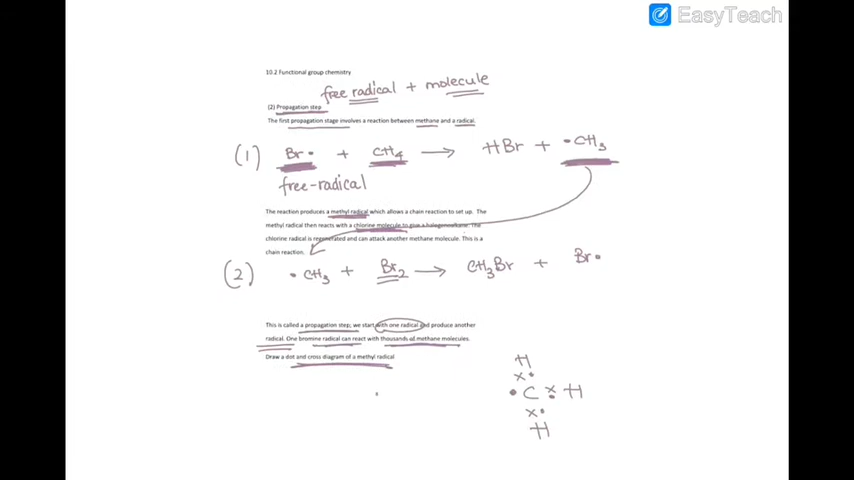 EasyTeach
10.2 Functional group chemistry
free radical + molecule
(2) Propagation step
The first propagation stage involves a reaction between methane and a radical.
(1) Br• + CH₄ → HBr + •CH₃
free-radical
The reaction produces a methyl radical which allows a chain reaction to set up. The
methyl radical then reacts with a chlorine molecule to give a halogenoalkane. The
chlorine radical is regenerated and can attack another methane molecule. This is a
chain reaction.
(2) •CH₃ + Br₂ → CH₃Br + Br•
This is called a propagation step; we start with one radical and produce another
radical. One bromine radical can react with thousands of methane molecules.
Draw a dot and cross diagram of a methyl radical
H
x•
• C x• H
x•
H